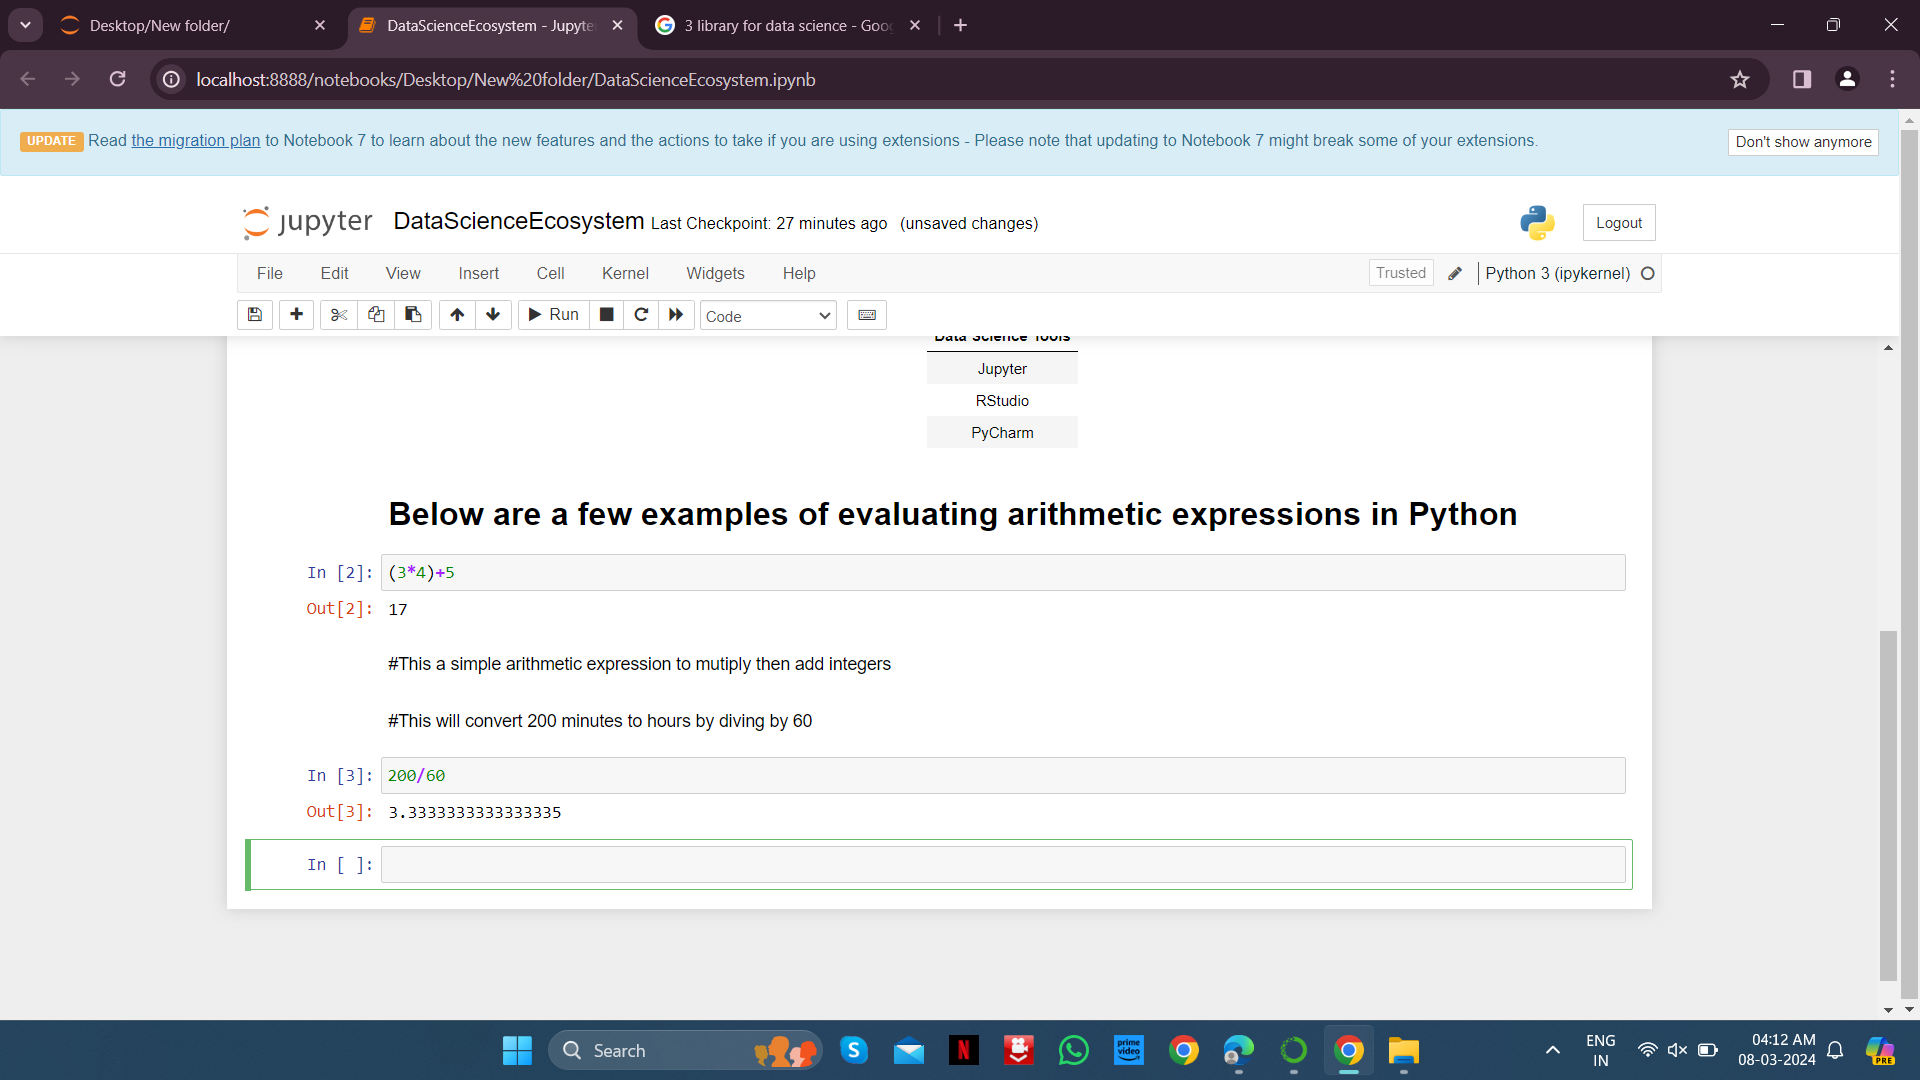 Desktop/New folder/
DataScienceEcosystem - Jupyte
3 library for data science - Goo
localhost:8888/notebooks/Desktop/New%20folder/DataScienceEcosystem.ipynb
UPDATE Read the migration plan to Notebook 7 to learn about the new features and the actions to take if you are using extensions - Please note that updating to Notebook 7 might break some of your extensions.
Don't show anymore
jupyter DataScienceEcosystem Last Checkpoint: 27 minutes ago (unsaved changes)
Logout
File Edit View Insert Cell Kernel Widgets Help
Trusted Python 3 (ipykernel)
Run Code
Data Science Tools
Jupyter
RStudio
PyCharm
Below are a few examples of evaluating arithmetic expressions in Python
In [2]: (3*4)+5
Out[2]: 17
#This a simple arithmetic expression to mutiply then add integers
#This will convert 200 minutes to hours by diving by 60
In [3]: 200/60
Out[3]: 3.3333333333333335
In [ ]:
Search
S
N
prime video
ENG
IN
04:12 AM
08-03-2024
PRE